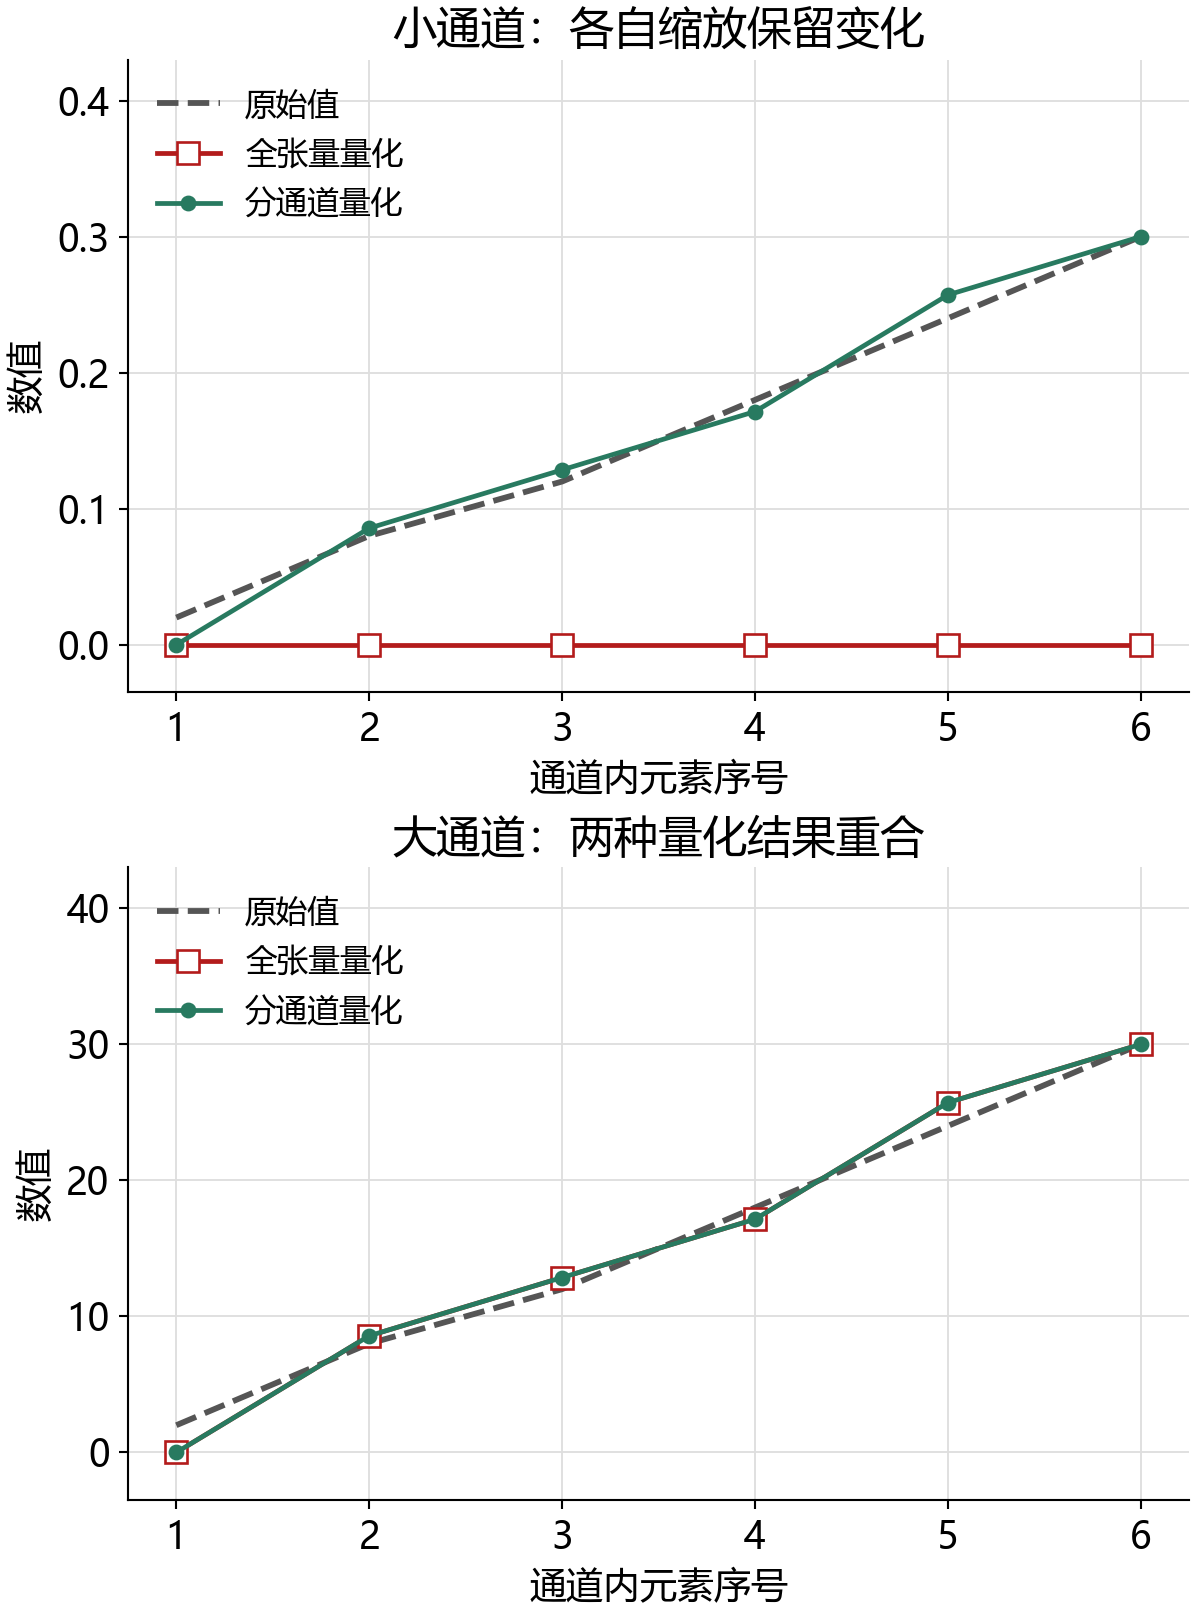 小通道：各自缩放保留变化
原始值
全张量量化
分通道量化
数值
0.4
0.3
0.2
0.1
0.0
1 2 3 4 5 6
通道内元素序号
大通道：两种量化结果重合
原始值
全张量量化
分通道量化
数值
40
30
20
10
0
1 2 3 4 5 6
通道内元素序号